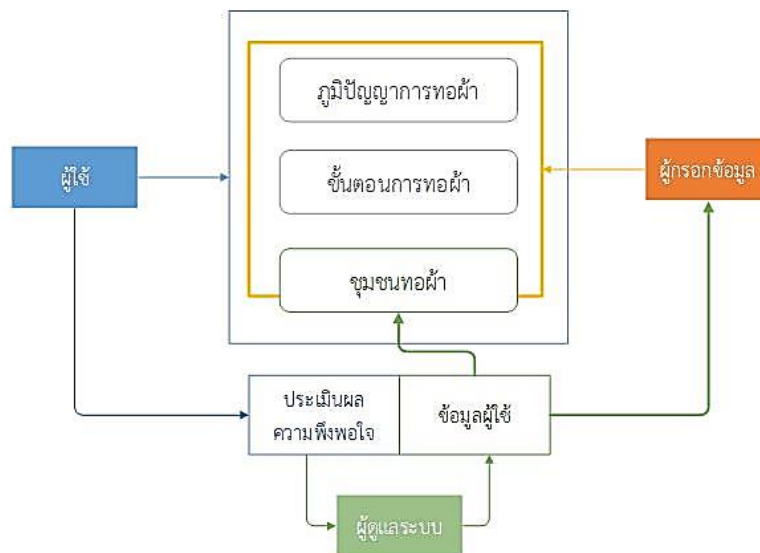 ภูมิปัญญาการทอผ้า
ผู้ใช้
ขั้นตอนการทอผ้า
ผู้กรอกข้อมูล
ชุมชนทอผ้า
ประเมินผล
ความพึงพอใจ
ข้อมูลผู้ใช้
ผู้ดูแลระบบ